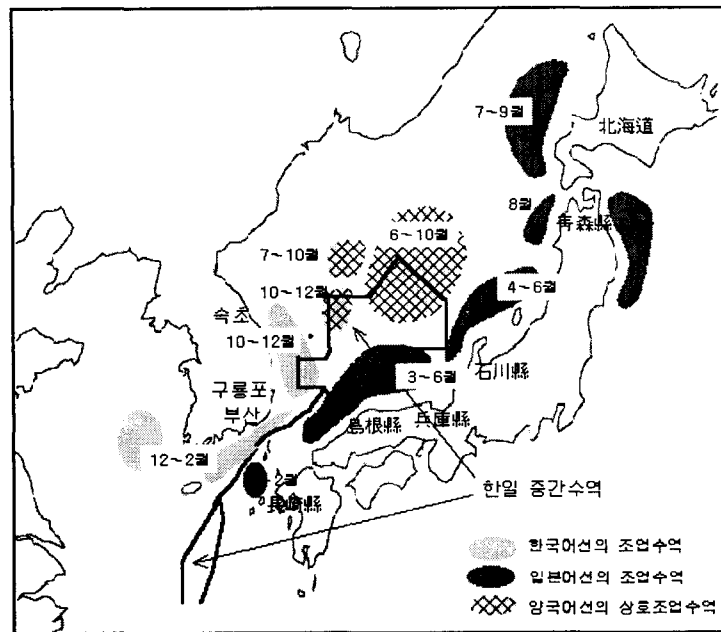 7~9월
北海道
8월
青森縣
6~10월
7~10월
10~12월
4~6월
속초
10~12월
3~6월
石川縣
구룡포
부산
島根縣
兵庫縣
12~2월
2월
長崎縣
한일 중간수역
한국어선의 조업수역
일본어선의 조업수역
양국어선의 상호조업수역